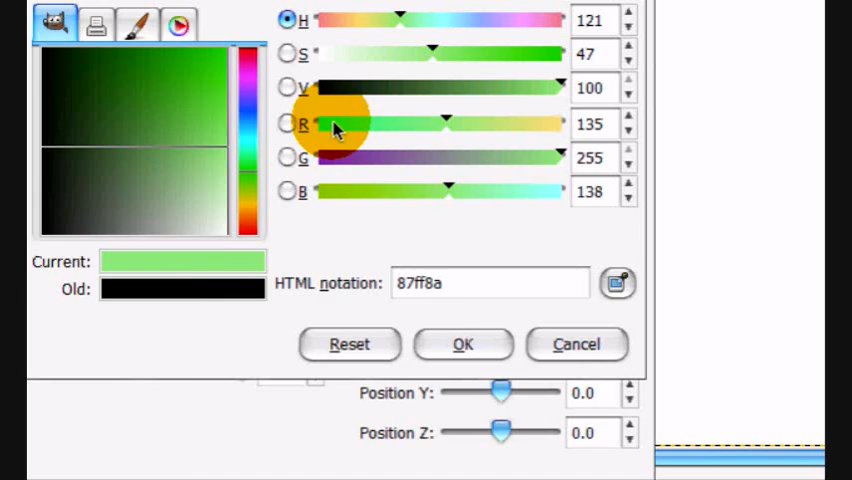 H 121
S 47
V 100
R 135
G 255
B 138
Current:
Old:
HTML notation: 87ff8a
Reset OK Cancel
Position Y: 0.0
Position Z: 0.0